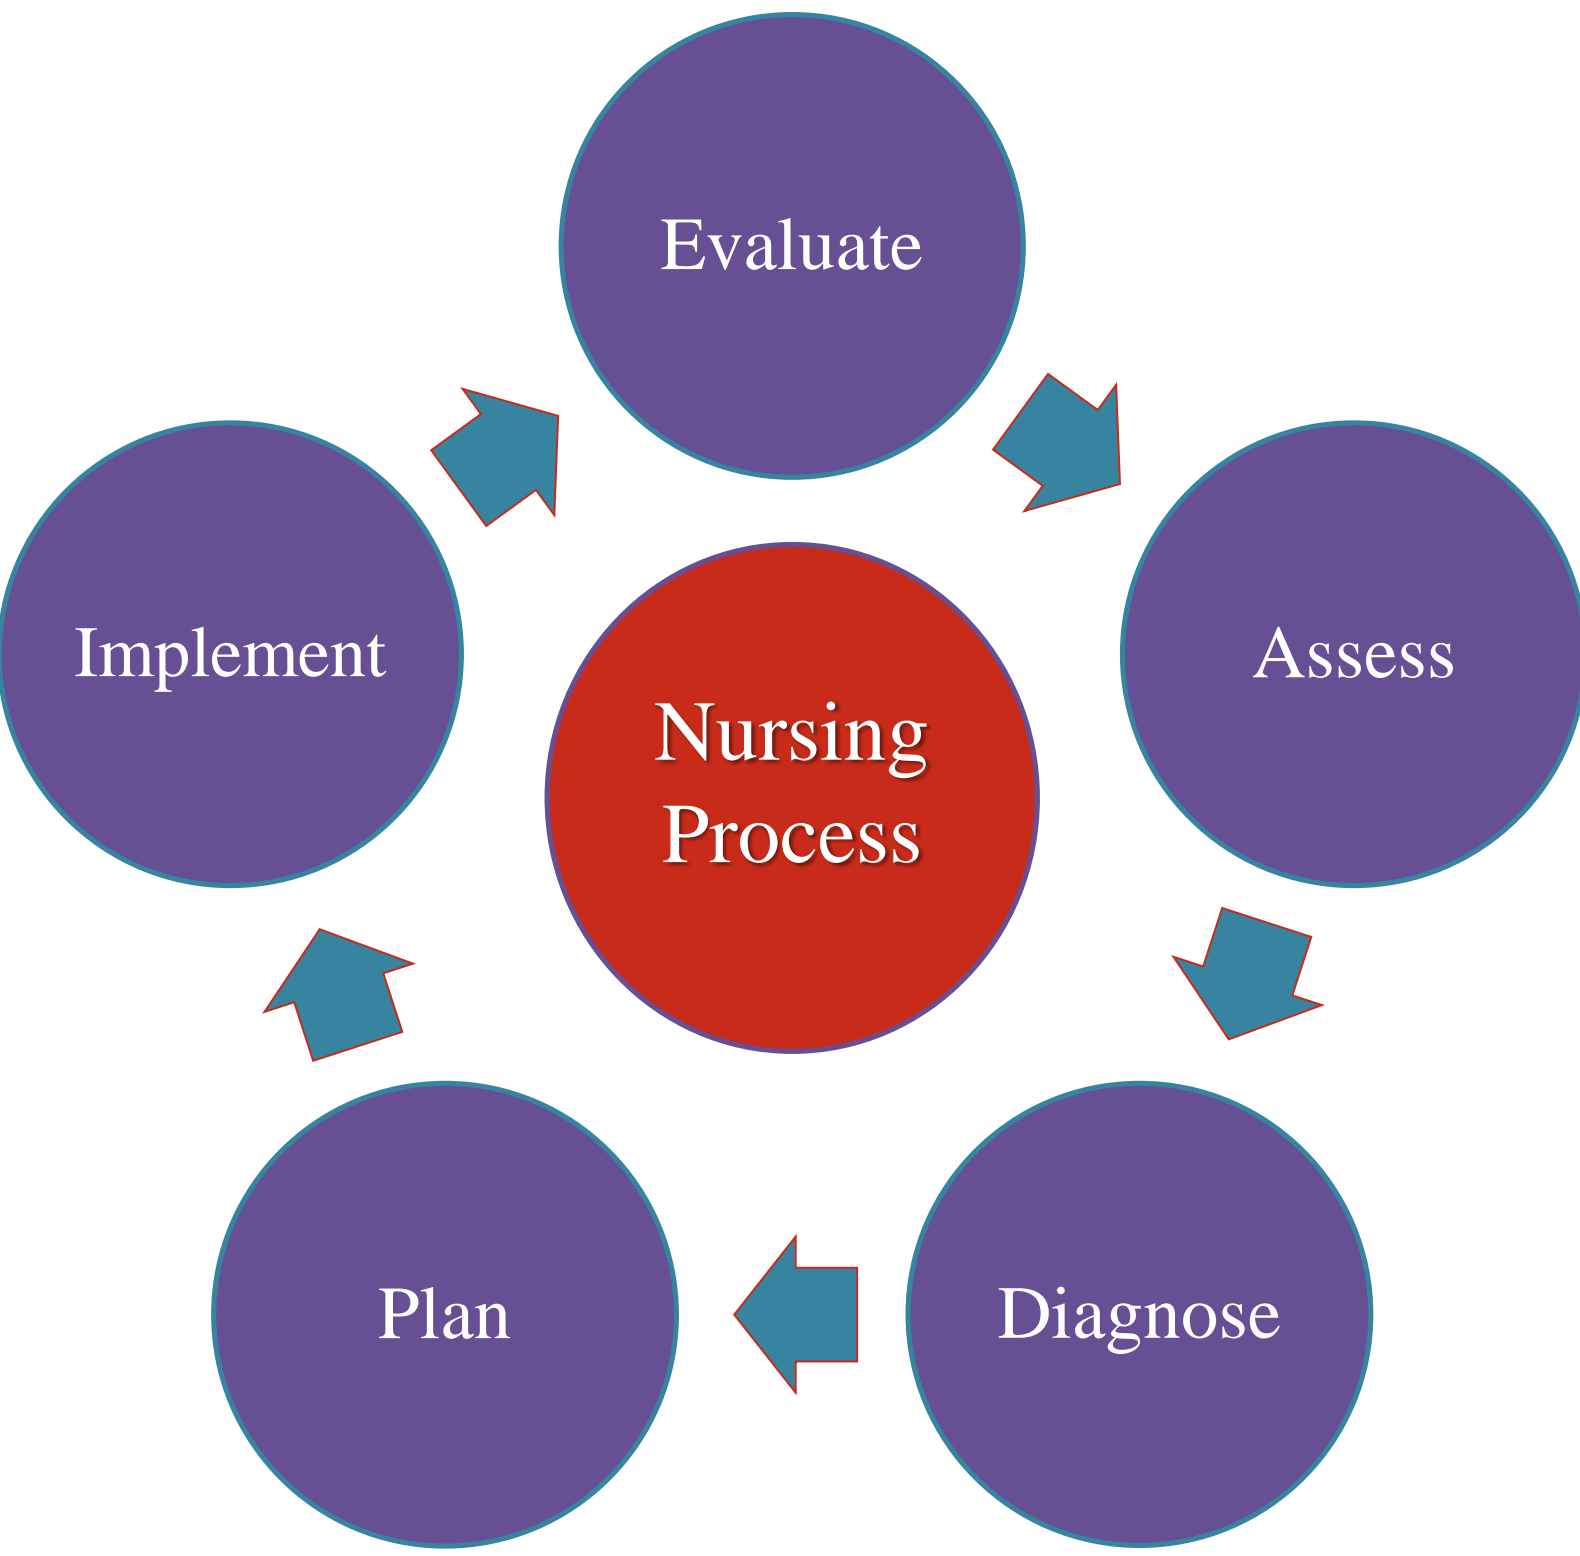 Evaluate
Implement
Assess
Nursing
Process
Plan
Diagnose